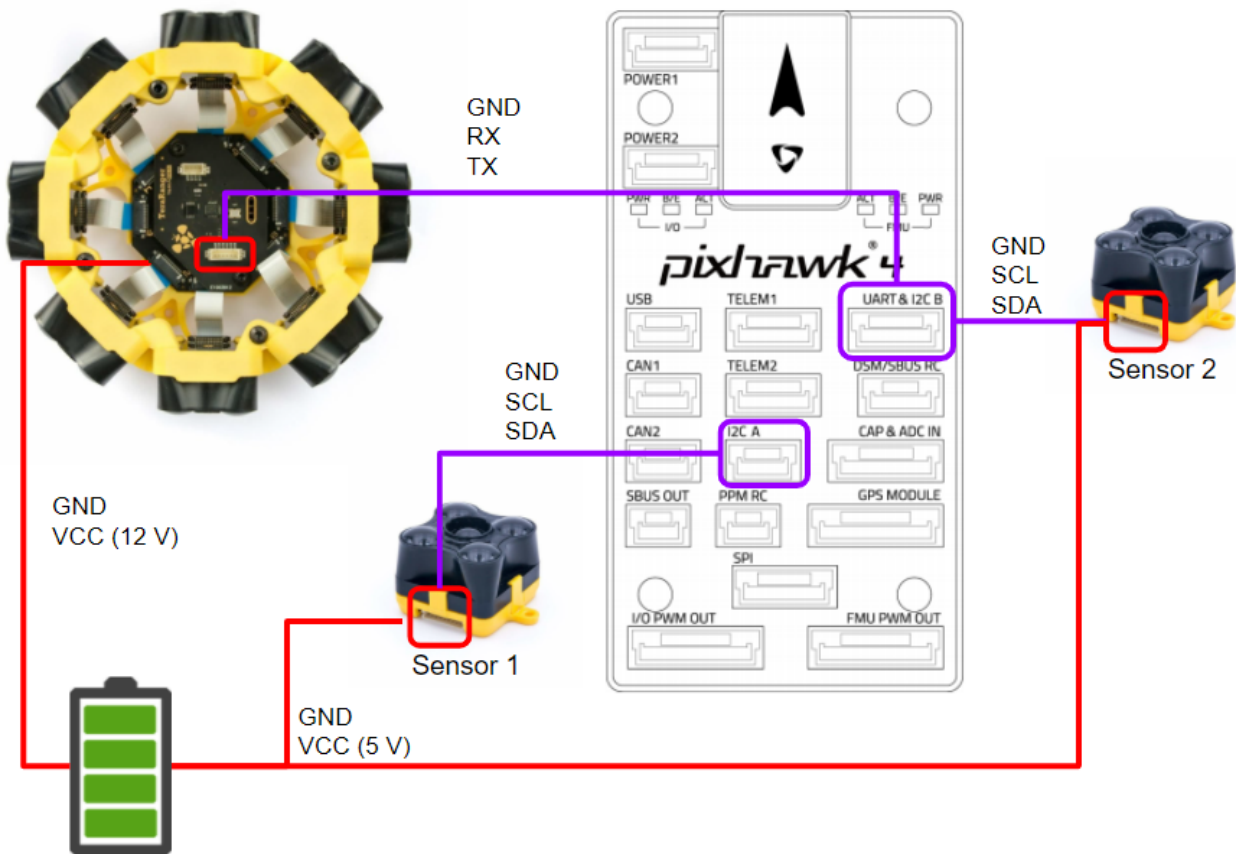 POWER1
GND
RX
TX
POWER2
PWR B/E ACT
I/O
ACT B/E PWR
FMU
TeraRanger
pixhawk® 4
GND
SCL
SDA
USB
TELEM1
UART & I2C B
Sensor 2
CAN1
TELEM2
DSM/SBUS RC
GND
SCL
SDA
CAN2
I2C A
CAP & ADC IN
GND
VCC (12 V)
SBUS OUT
PPM RC
GPS MODULE
SPI
I/O PWM OUT
FMU PWM OUT
Sensor 1
GND
VCC (5 V)